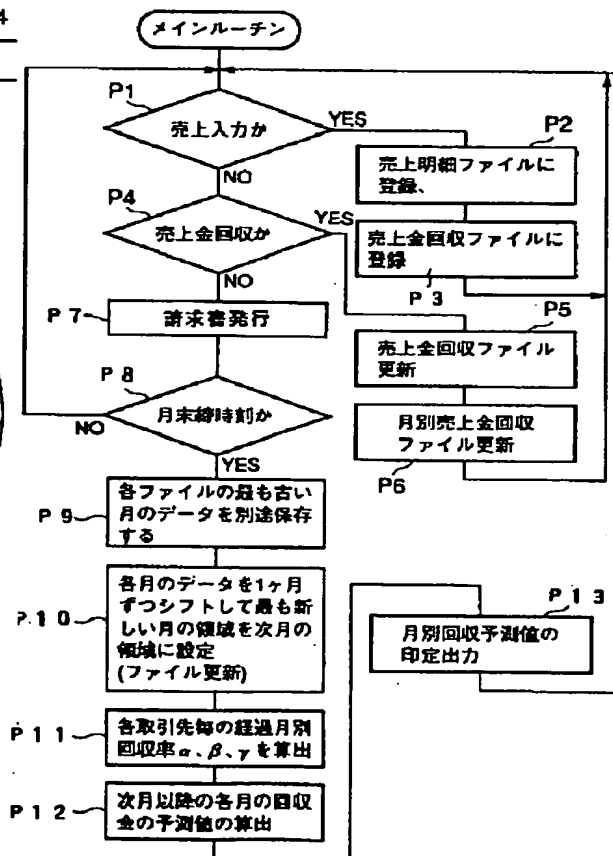 4
メインルーチン
P1
売上入力か
YES
NO
P2
売上明細ファイルに
登録、
売上金回収ファイルに
登録
P3
P4
売上金回収か
YES
NO
P5
売上金回収ファイル
更新
月別売上金回収
ファイル更新
P6
P7
請求書発行
P8
月末締時刻か
NO
YES
P9
各ファイルの最も古い
月のデータを別途保存
する
P10
各月のデータを1ヶ月
ずつシフトして最も新
しい月の領域を次月の
領域に設定
(ファイル更新)
P11
各取引先毎の経過月別
回収率α、β、γを算出
P12
次月以降の各月の回収
金の予測値の算出
P13
月別回収予測値の
印定出力